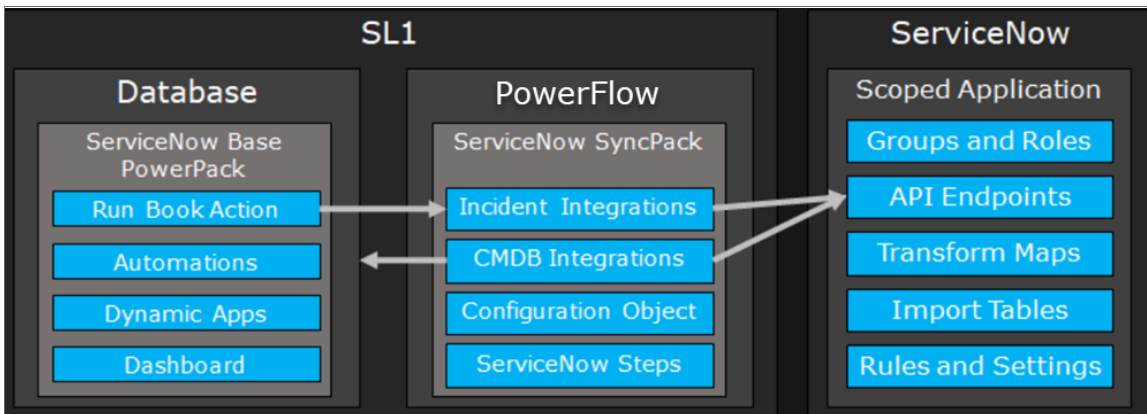 SL1
Database
ServiceNow Base
PowerPack
Run Book Action
Automations
Dynamic Apps
Dashboard
PowerFlow
ServiceNow SyncPack
Incident Integrations
CMDB Integrations
Configuration Object
ServiceNow Steps
ServiceNow
Scoped Application
Groups and Roles
API Endpoints
Transform Maps
Import Tables
Rules and Settings